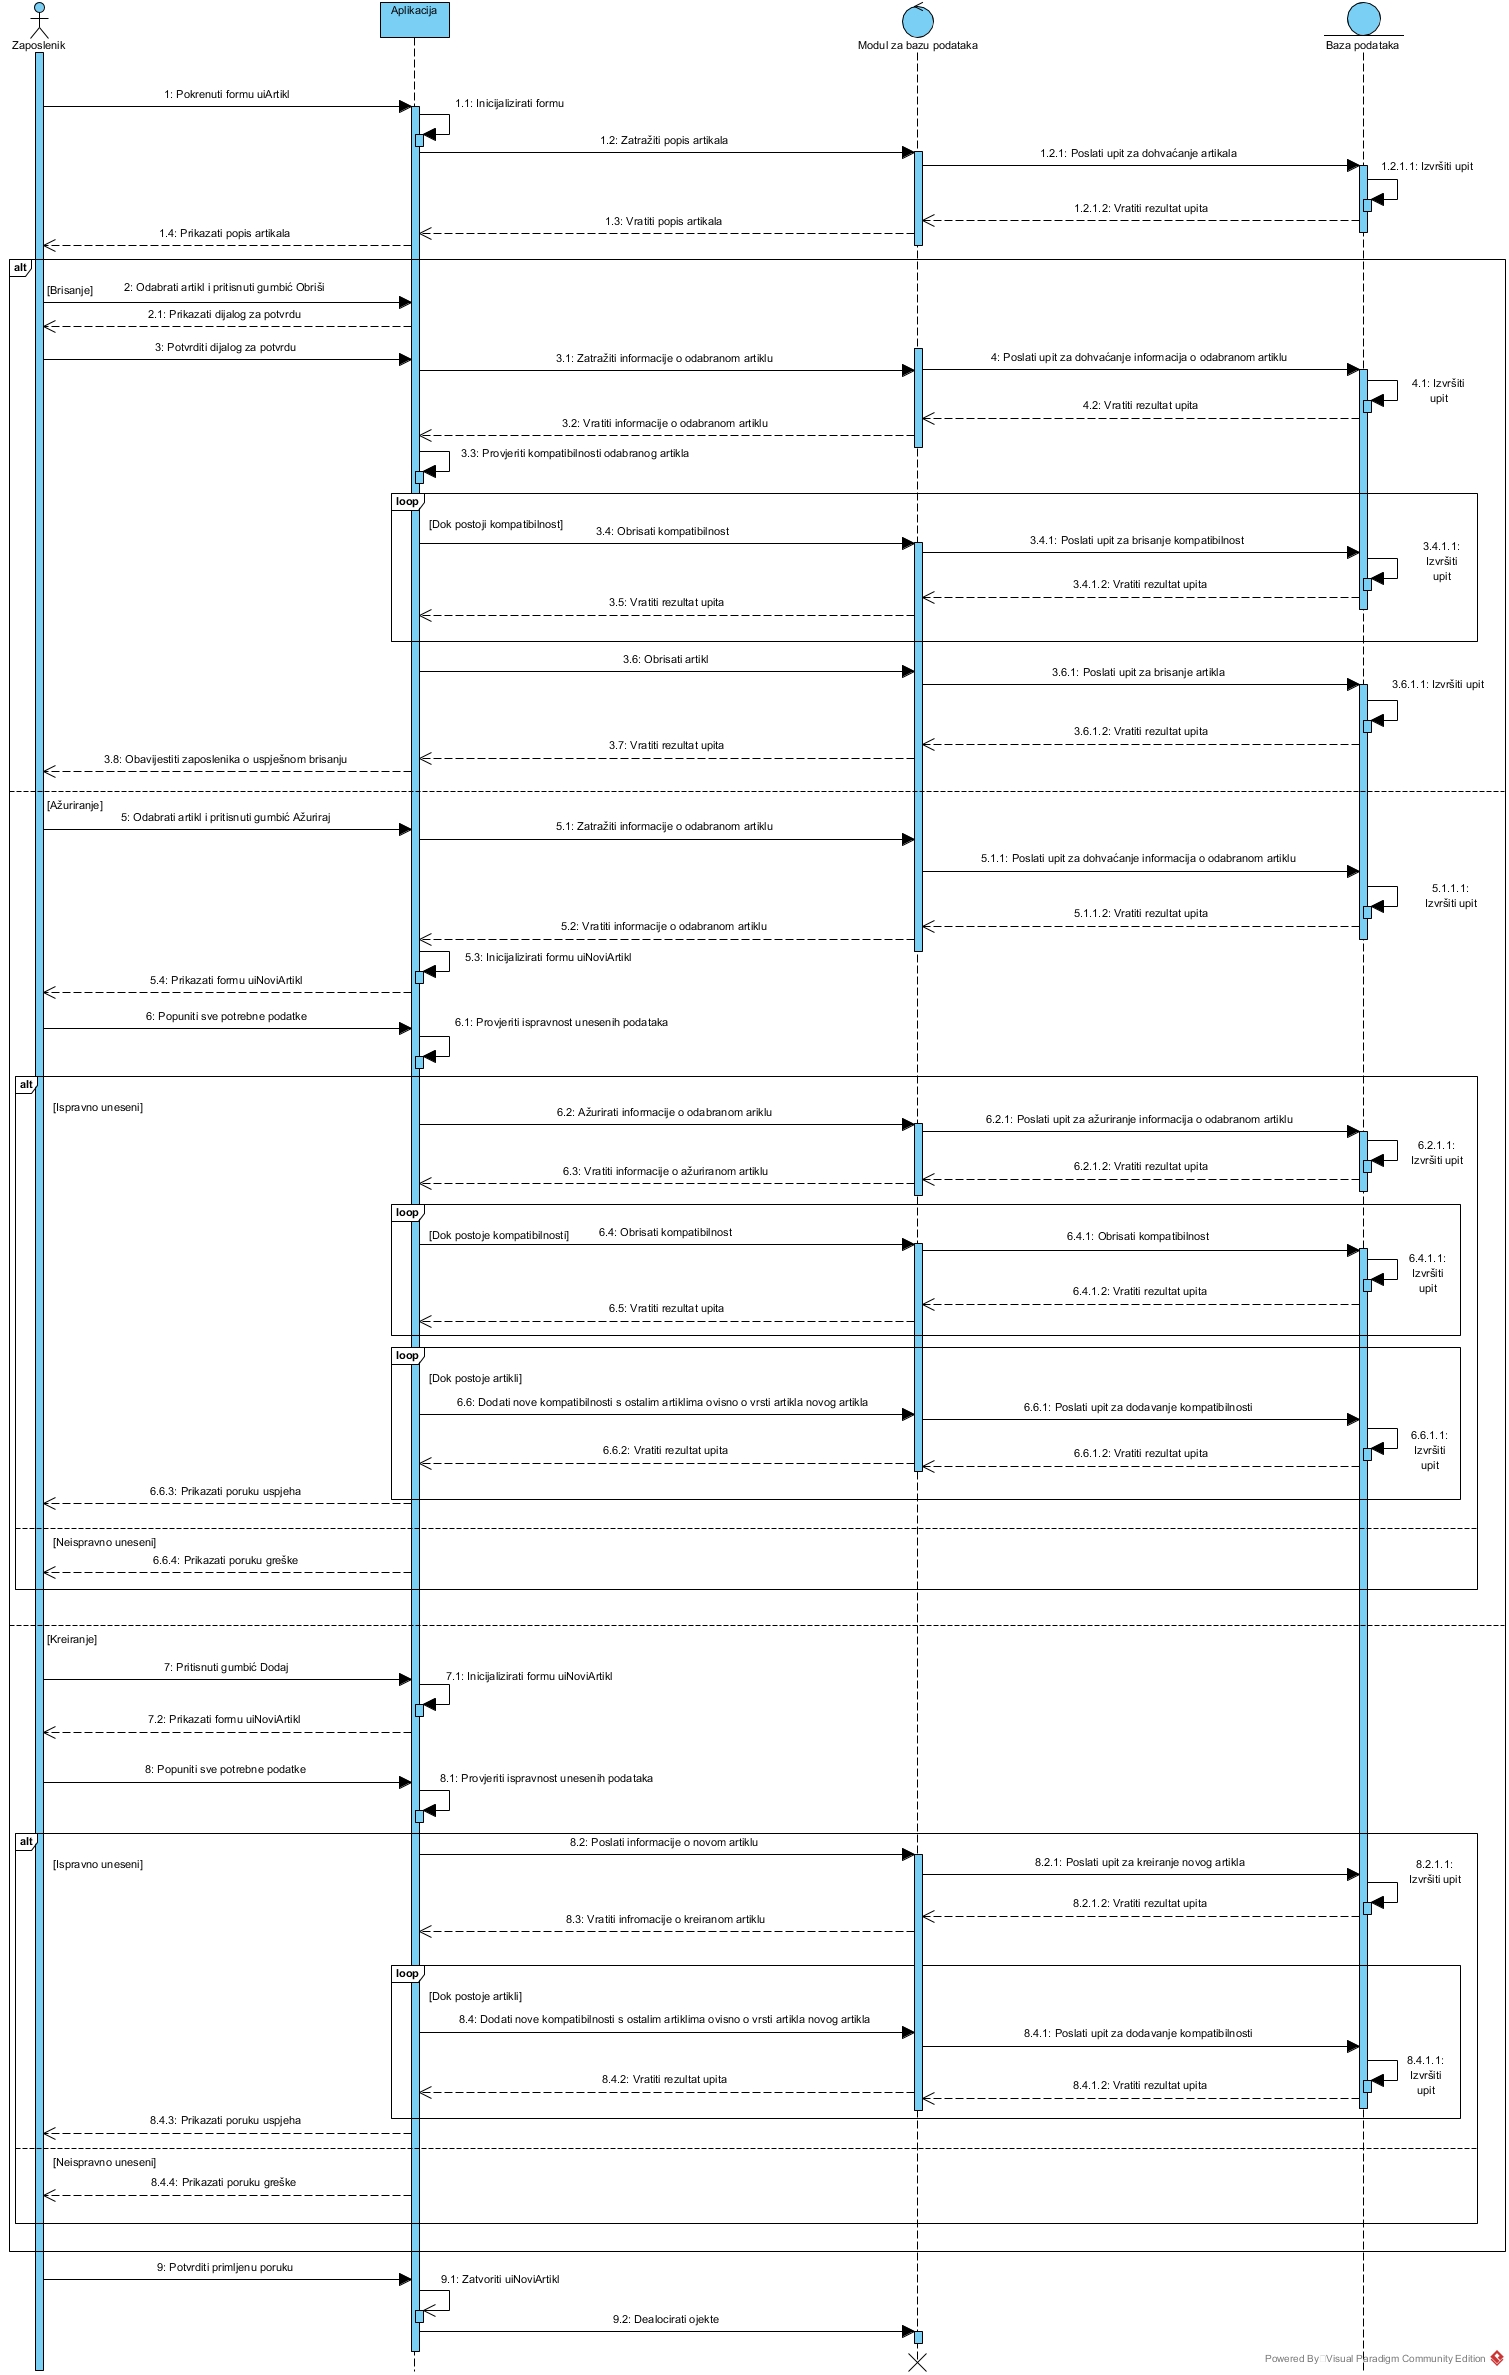 Zaposlenik
Aplikacija
Modul za bazu podataka
Baza podataka
1: Pokrenuti formu uiArtikl
1.1: Inicijalizirati formu
1.2: Zatražiti popis artikala
1.2.1: Poslati upit za dohvaćanje artikala
1.2.1.1: Izvršiti upit
1.2.1.2: Vratiti rezultat upita
1.3: Vratiti popis artikala
1.4: Prikazati popis artikala
alt
[Brisanje]
2: Odabrati artikl i pritisnuti gumbić Obriši
2.1: Prikazati dijalog za potvrdu
3: Potvrditi dijalog za potvrdu
3.1: Zatražiti informacije o odabranom artiklu
4: Poslati upit za dohvaćanje informacija o odabranom artiklu
4.1: Izvršiti
upit
4.2: Vratiti rezultat upita
3.2: Vratiti informacije o odabranom artiklu
3.3: Provjeriti kompatibilnosti odabranog artikla
loop
[Dok postoji kompatibilnost]
3.4: Obrisati kompatibilnost
3.4.1: Poslati upit za brisanje kompatibilnost
3.4.1.1:
Izvršiti
upit
3.4.1.2: Vratiti rezultat upita
3.5: Vratiti rezultat upita
3.6: Obrisati artikl
3.6.1: Poslati upit za brisanje artikla
3.6.1.1: Izvršiti upit
3.6.1.2: Vratiti rezultat upita
3.7: Vratiti rezultat upita
3.8: Obavijestiti zaposlenika o uspješnom brisanju
[Ažuriranje]
5: Odabrati artikl i pritisnuti gumbić Ažuriraj
5.1: Zatražiti informacije o odabranom artiklu
5.1.1: Poslati upit za dohvaćanje informacija o odabranom artiklu
5.1.1.1:
Izvršiti upit
5.1.1.2: Vratiti rezultat upita
5.2: Vratiti informacije o odabranom artiklu
5.3: Inicijalizirati formu uiNoviArtikl
5.4: Prikazati formu uiNoviArtikl
6: Popuniti sve potrebne podatke
6.1: Provjeriti ispravnost unesenih podataka
alt
[Ispravno uneseni]
6.2: Ažurirati informacije o odabranom ariklu
6.2.1: Poslati upit za ažuriranje informacija o odabranom artiklu
6.2.1.1:
Izvršiti upit
6.2.1.2: Vratiti rezultat upita
6.3: Vratiti informacije o ažuriranom artiklu
loop
[Dok postoje kompatibilnosti]
6.4: Obrisati kompatibilnost
6.4.1: Obrisati kompatibilnost
6.4.1.1:
Izvršiti
upit
6.4.1.2: Vratiti rezultat upita
6.5: Vratiti rezultat upita
loop
[Dok postoje artikli]
6.6: Dodati nove kompatibilnosti s ostalim artiklima ovisno o vrsti artikla novog artikla
6.6.1: Poslati upit za dodavanje kompatibilnosti
6.6.1.1:
Izvršiti
upit
6.6.1.2: Vratiti rezultat upita
6.6.2: Vratiti rezultat upita
6.6.3: Prikazati poruku uspjeha
[Neispravno uneseni]
6.6.4: Prikazati poruku greške
[Kreiranje]
7: Pritisnuti gumbić Dodaj
7.1: Inicijalizirati formu uiNoviArtikl
7.2: Prikazati formu uiNoviArtikl
8: Popuniti sve potrebne podatke
8.1: Provjeriti ispravnost unesenih podataka
alt
[Ispravno uneseni]
8.2: Poslati informacije o novom artiklu
8.2.1: Poslati upit za kreiranje novog artikla
8.2.1.1:
Izvršiti upit
8.2.1.2: Vratiti rezultat upita
8.3: Vratiti infromacije o kreiranom artiklu
loop
[Dok postoje artikli]
8.4: Dodati nove kompatibilnosti s ostalim artiklima ovisno o vrsti artikla novog artikla
8.4.1: Poslati upit za dodavanje kompatibilnosti
8.4.1.1:
Izvršiti
upit
8.4.1.2: Vratiti rezultat upita
8.4.2: Vratiti rezultat upita
8.4.3: Prikazati poruku uspjeha
[Neispravno uneseni]
8.4.4: Prikazati poruku greške
9: Potvrditi primljenu poruku
9.1: Zatvoriti uiNoviArtikl
9.2: Dealocirati ojekte
Powered By Visual Paradigm Community Edition